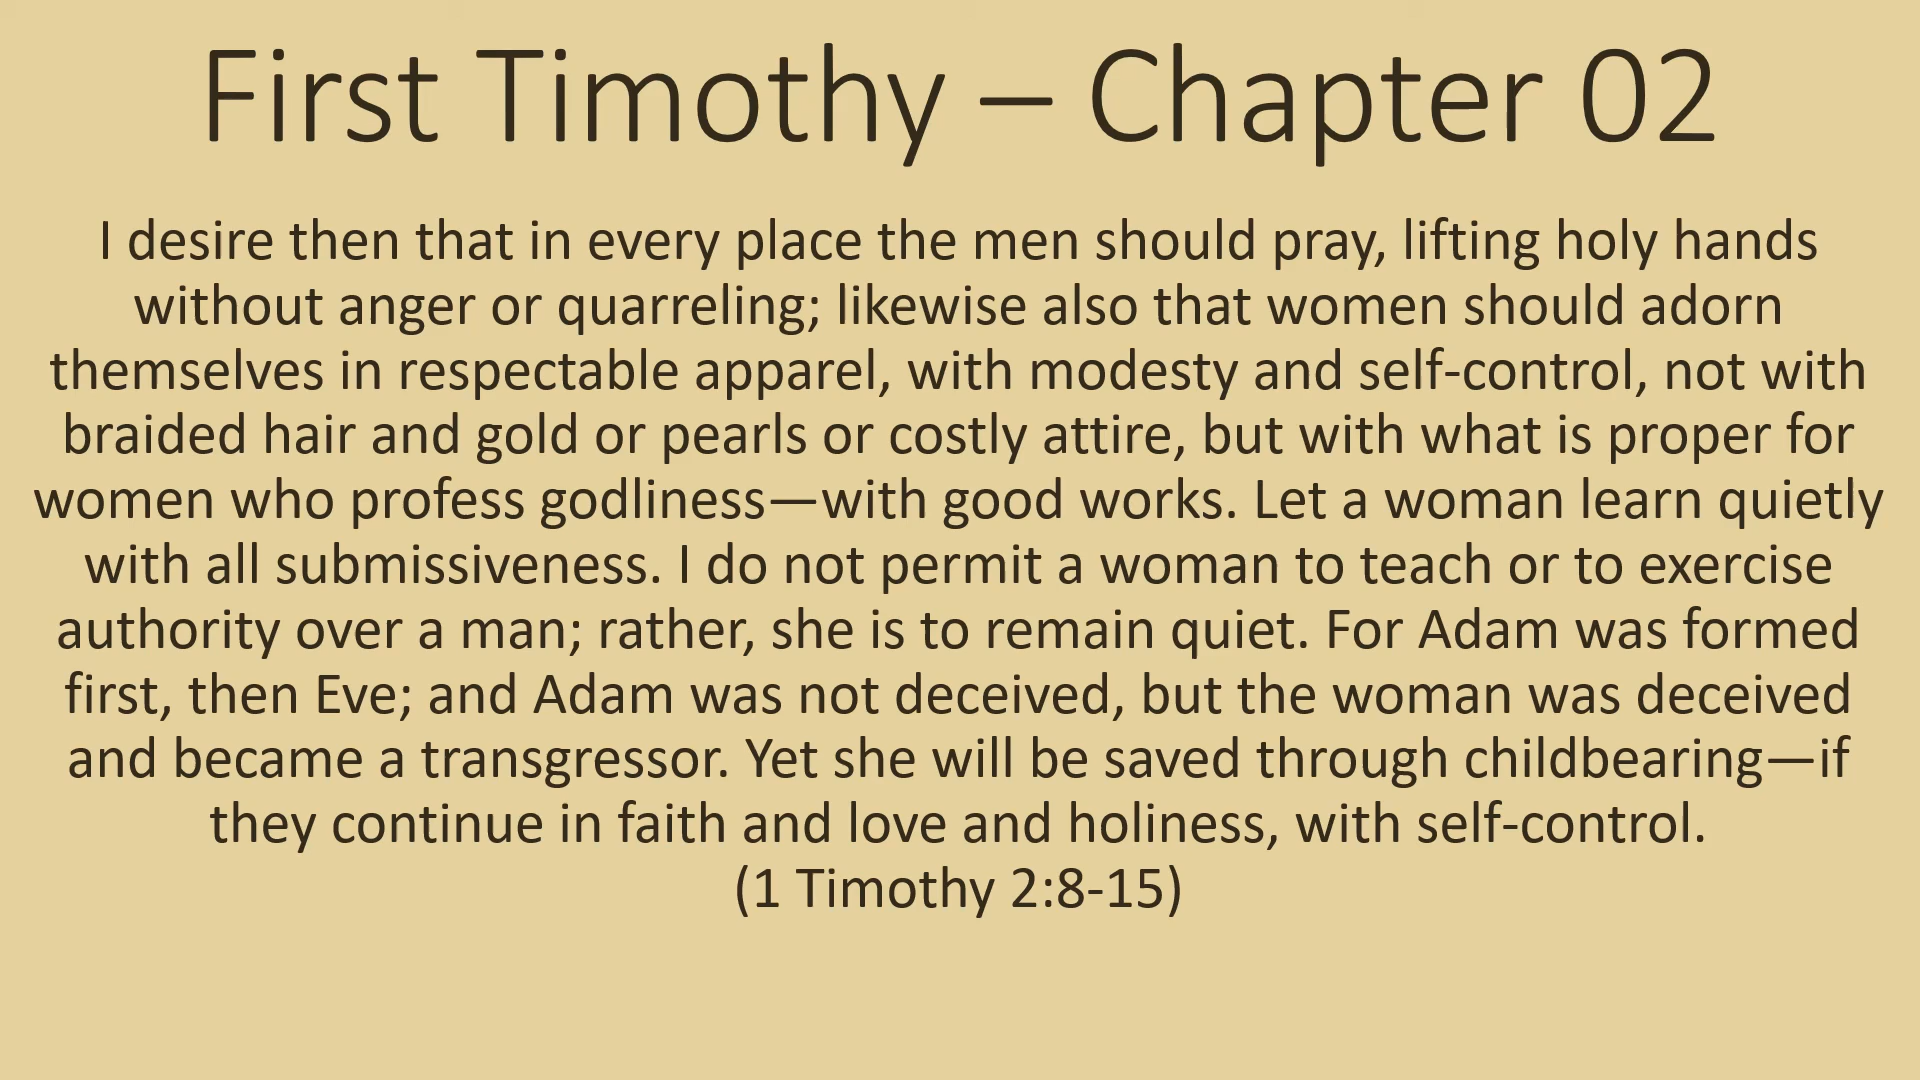 First Timothy – Chapter 02
I desire then that in every place the men should pray, lifting holy hands
without anger or quarreling; likewise also that women should adorn
themselves in respectable apparel, with modesty and self-control, not with
braided hair and gold or pearls or costly attire, but with what is proper for
women who profess godliness—with good works. Let a woman learn quietly
with all submissiveness. I do not permit a woman to teach or to exercise
authority over a man; rather, she is to remain quiet. For Adam was formed
first, then Eve; and Adam was not deceived, but the woman was deceived
and became a transgressor. Yet she will be saved through childbearing—if
they continue in faith and love and holiness, with self-control.
(1 Timothy 2:8-15)